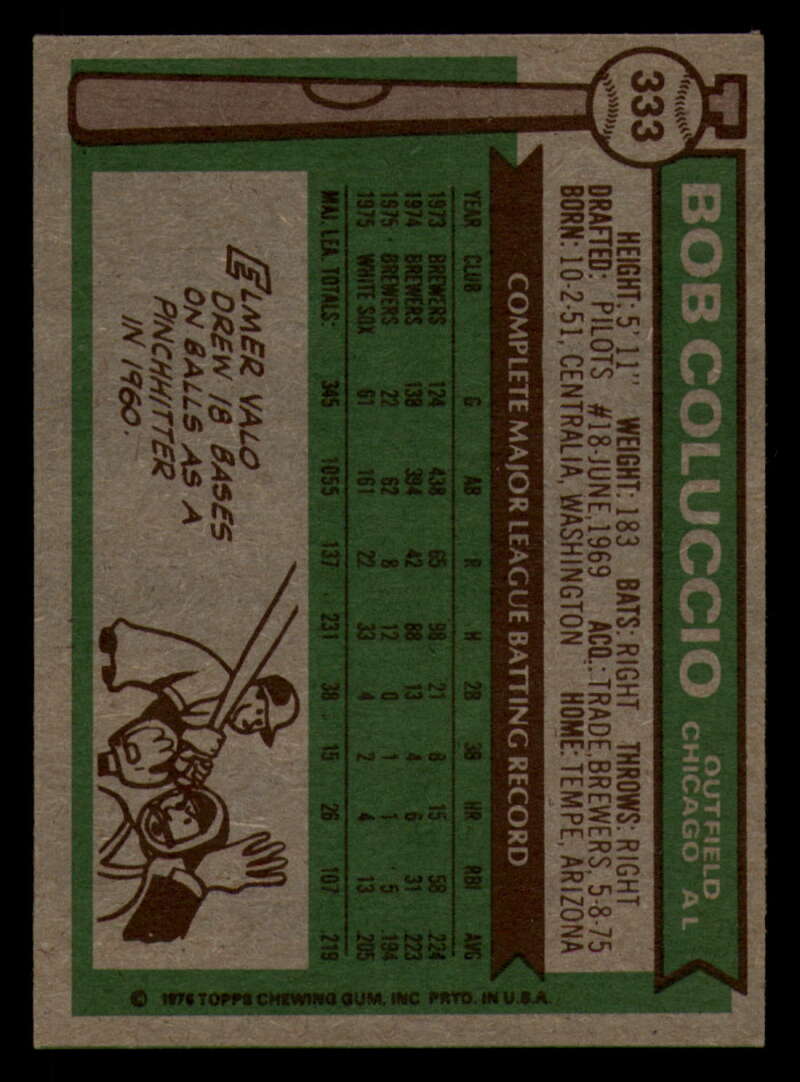 333
BOB COLUCCIO
OUTFIELD
CHICAGO AL
HEIGHT: 5'11" WEIGHT: 183 BATS: RIGHT THROWS: RIGHT
DRAFTED: PILOTS #18-JUNE, 1969 ACQ.: TRADE, BREWERS, 5-8-75
BORN: 10-2-51, CENTRALIA, WASHINGTON HOME: TEMPE, ARIZONA
COMPLETE MAJOR LEAGUE BATTING RECORD
YEAR CLUB G AB R H 2B 3B HR RBI AVG
1973 BREWERS 124 438 65 98 21 8 15 58 .224
1974 BREWERS 138 394 42 88 13 4 6 31 .223
1975 BREWERS 22 62 8 12 0 1 1 5 .194
1975 WHITE SOX 61 161 22 33 4 2 4 13 .205
MAJ. LEA. TOTALS: 345 1055 137 231 38 15 26 107 .219
ELMER VALO
DREW 18 BASES
ON BALLS AS A
PINCHHITTER
IN 1960.
© 1976 TOPPS CHEWING GUM, INC. PRTD. IN U.S.A.